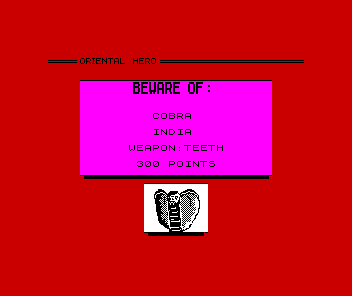 ORIENTAL HERO
BEWARE OF:
COBRA
INDIA
WEAPON:TEETH
300 POINTS